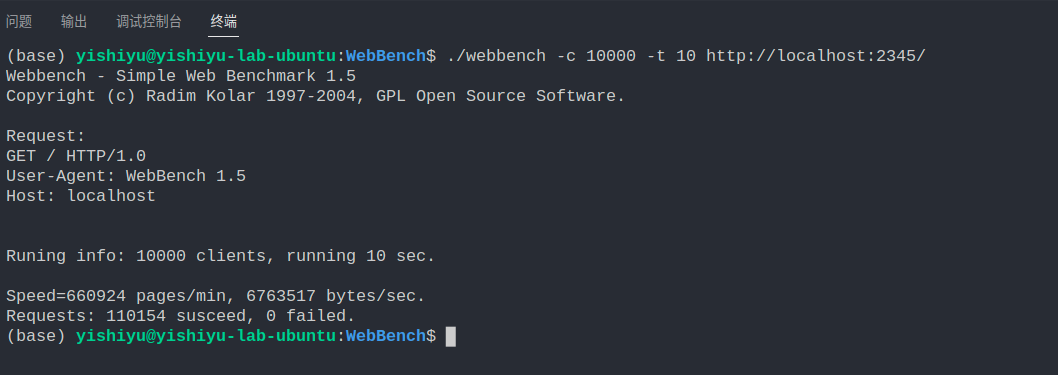 问题 输出 调试控制台 终端
(base) yishiyu@yishiyu-lab-ubuntu:WebBench$ ./webbench -c 10000 -t 10 http://localhost:2345/
Webbench - Simple Web Benchmark 1.5
Copyright (c) Radim Kolar 1997-2004, GPL Open Source Software.
Request:
GET / HTTP/1.0
User-Agent: WebBench 1.5
Host: localhost
Runing info: 10000 clients, running 10 sec.
Speed=660924 pages/min, 6763517 bytes/sec.
Requests: 110154 susceed, 0 failed.
(base) yishiyu@yishiyu-lab-ubuntu:WebBench$